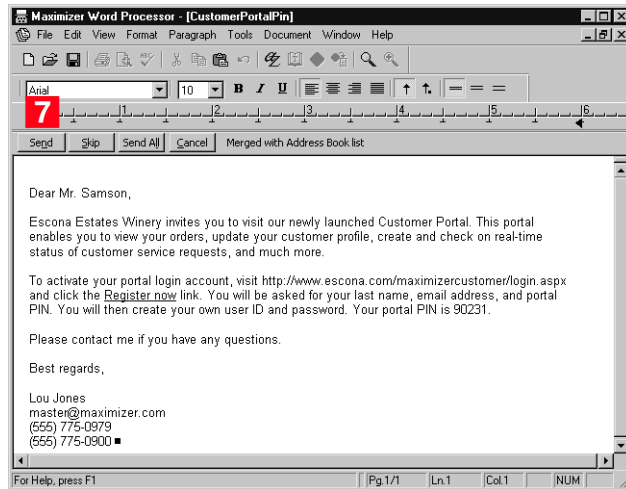 Maximizer Word Processor - [CustomerPortalPin]
File Edit View Format Paragraph Tools Document Window Help
Arial 10 B I U
7 1 2 3 4 5 6
Send Skip Send All Cancel Merged with Address Book list
Dear Mr. Samson,
Escona Estates Winery invites you to visit our newly launched Customer Portal. This portal
enables you to view your orders, update your customer profile, create and check on real-time
status of customer service requests, and much more.
To activate your portal login account, visit http://www.escona.com/maximizercustomer/login.aspx
and click the Register now link. You will be asked for your last name, email address, and portal
PIN. You will then create your own user ID and password. Your portal PIN is 90231.
Please contact me if you have any questions.
Best regards,
Lou Jones
master@maximizer.com
(555) 775-0979
(555) 775-0900
For Help, press F1 Pg.1/1 Ln.1 Col.1 NUM